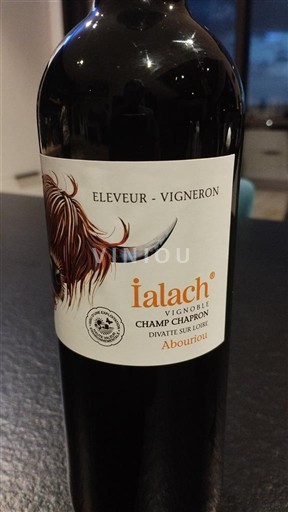 ELEVEUR - VIGNERON
VINIOU
ialach®
VIGNOBLE
CHAMP CHAPRON
DIVATTE SUR LOIRE
Abouriou